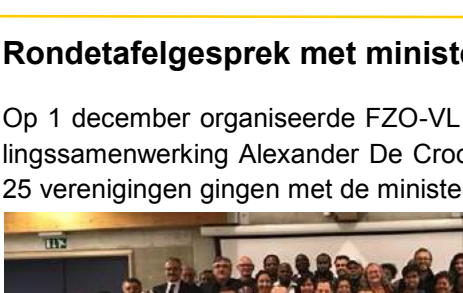 Rondetafelgesprek met
Op 1 december organiseerde FZO-VL
lingssamenwerking Alexander De
25 verenigingen gingen met de